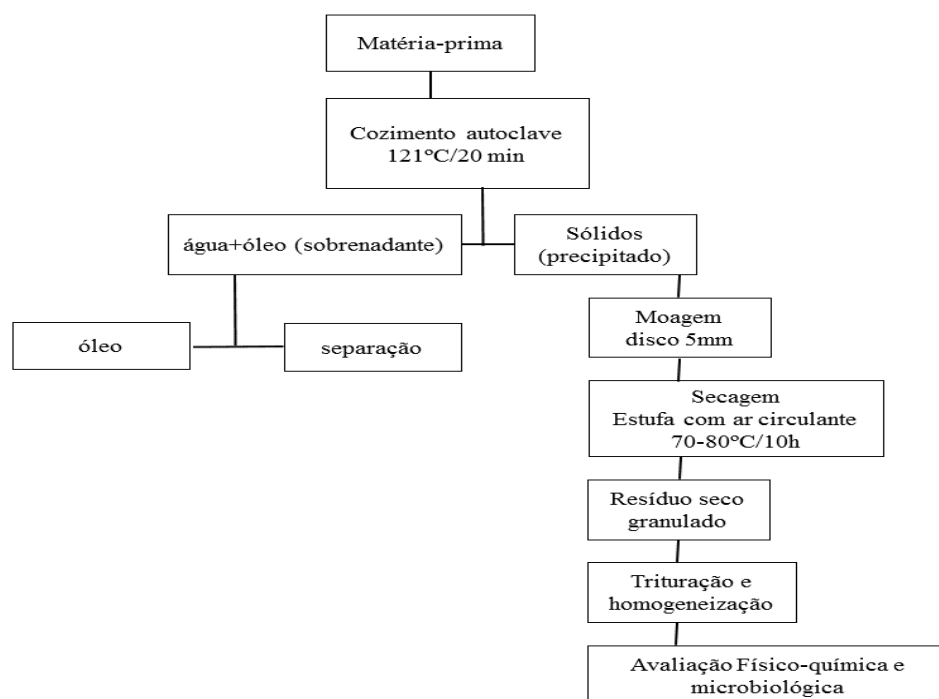 Matéria-prima
Cozimento autoclave
121ºC/20 min
água+óleo (sobrenadante)
Sólidos
(precipitado)
óleo
separação
Moagem
disco 5mm
Secagem
Estufa com ar circulante
70-80ºC/10h
Resíduo seco
granulado
Trituração e
homogeneização
Avaliação Físico-química e
microbiológica